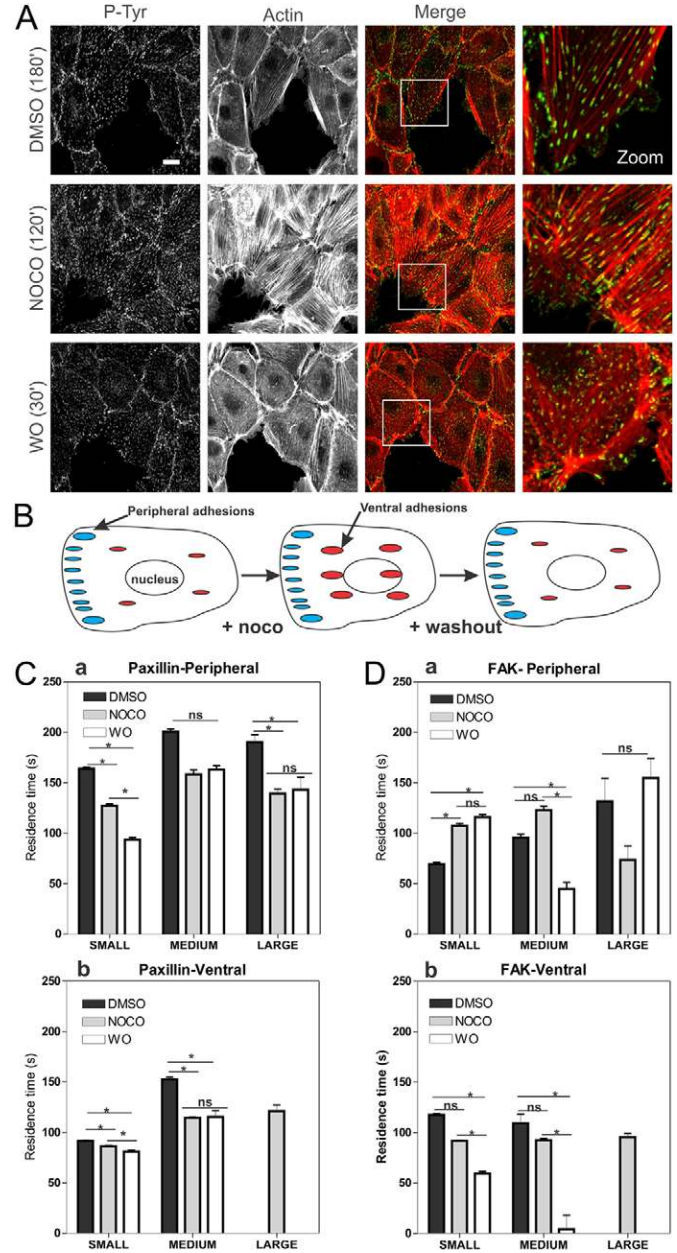 A
P-Tyr Actin Merge
DMSO (180')
Zoom
NOCO (120')
WO (30')
B
Peripheral adhesions
Ventral adhesions
nucleus
+ noco
+ washout
C
a
Paxillin-Peripheral
DMSO
NOCO
WO
Residence time (s)
250
200
150
100
50
0
*
*
*
ns
*
*
ns
SMALL MEDIUM LARGE
b
Paxillin-Ventral
DMSO
NOCO
WO
Residence time (s)
250
200
150
100
50
0
*
*
*
*
*
ns
SMALL MEDIUM LARGE
D
a
FAK- Peripheral
DMSO
NOCO
WO
Residence time (s)
250
200
150
100
50
0
*
*
ns
*
ns
*
ns
SMALL MEDIUM LARGE
b
FAK-Ventral
DMSO
NOCO
WO
Residence time (s)
250
200
150
100
50
0
*
ns
*
*
ns
*
SMALL MEDIUM LARGE